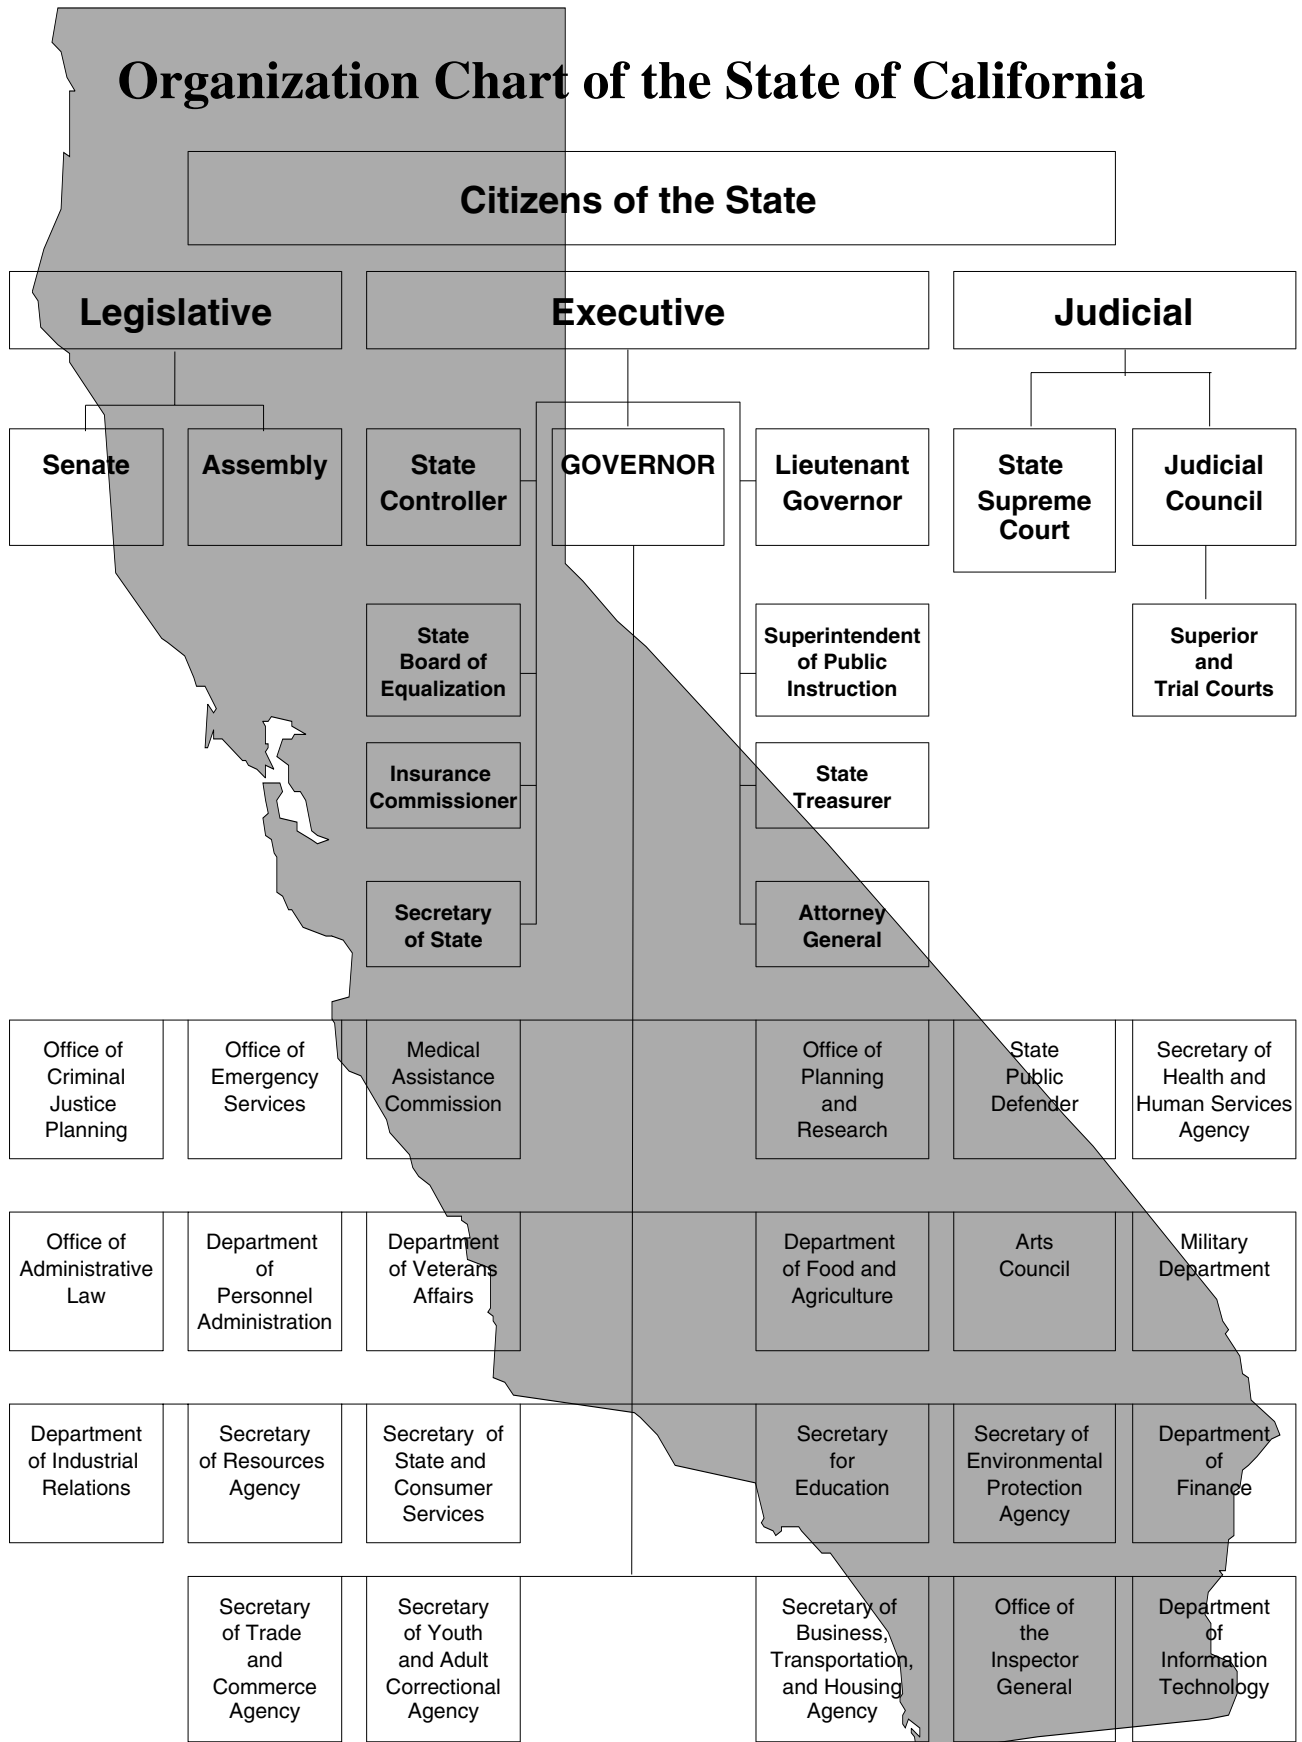 Organization Chart of the State of California
Citizens of the State
Legislative
Executive
Judicial
Senate
Assembly
State
Controller
GOVERNOR
Lieutenant
Governor
State
Supreme
Court
Judicial
Council
State
Board of
Equalization
Superintendent
of Public
Instruction
Superior
and
Trial Courts
Insurance
Commissioner
State
Treasurer
Secretary
of State
Attorney
General
Office of
Criminal
Justice
Planning
Office of
Emergency
Services
Medical
Assistance
Commission
Office of
Planning
and
Research
State
Public
Defender
Secretary of
Health and
Human Services
Agency
Office of
Administrative
Law
Department
of
Personnel
Administration
Department
of Veterans
Affairs
Department
of Food and
Agriculture
Arts
Council
Military
Department
Department
of Industrial
Relations
Secretary
of Resources
Agency
Secretary of
State and
Consumer
Services
Secretary
for
Education
Secretary of
Environmental
Protection
Agency
Department
of
Finance
Secretary
of Trade
and
Commerce
Agency
Secretary
of Youth
and Adult
Correctional
Agency
Secretary of
Business,
Transportation,
and Housing
Agency
Office of
the
Inspector
General
Department
of
Information
Technology